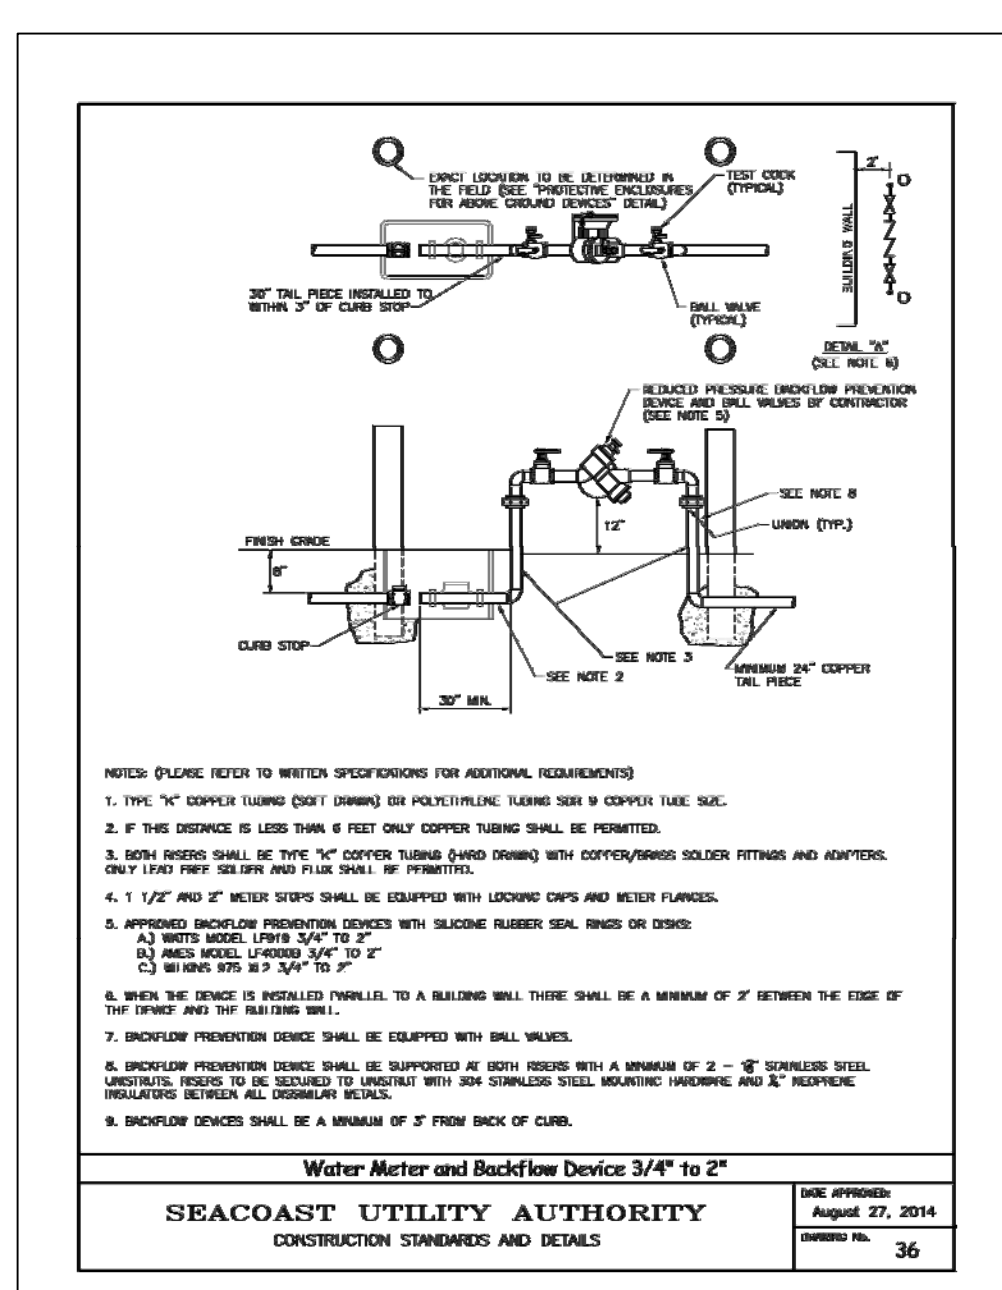 EXACT LOCATION TO BE DETERMINED IN
THE FIELD (SEE "PROTECTIVE ENCLOSURES
FOR ABOVE GROUND DEVICES" DETAIL)
TEST COCK
(TYPICAL)
2'
BUILDING WALL
30" TAIL PIECE INSTALLED TO
WITHIN 3" OF CURB STOP
BALL VALVE
(TYPICAL)
DETAIL "A"
(SEE NOTE 6)
REDUCED PRESSURE BACKFLOW PREVENTION
DEVICE AND BALL VALVES BY CONTRACTOR
(SEE NOTE 5)
SEE NOTE 8
12"
UNION (TYP.)
FINISH GRADE
8"
CURB STOP
SEE NOTE 3
SEE NOTE 2
MINIMUM 24" COPPER
TAIL PIECE
30" MIN.
NOTES: (PLEASE REFER TO WRITTEN SPECIFICATIONS FOR ADDITIONAL REQUIREMENTS)
1. TYPE "K" COPPER TUBING (SOFT DRAWN) OR POLYETHYLENE TUBING SDR 9 COPPER TUBE SIZE.
2. IF THIS DISTANCE IS LESS THAN 6 FEET ONLY COPPER TUBING SHALL BE PERMITTED.
3. BOTH RISERS SHALL BE TYPE "K" COPPER TUBING (HARD DRAWN) WITH COPPER/BRASS SOLDER FITTINGS AND ADAPTERS.
ONLY LEAD FREE SOLDER AND FLUX SHALL BE PERMITTED.
4. 1 1/2" AND 2" METER STOPS SHALL BE EQUIPPED WITH LOCKING CAPS AND METER FLANGES.
5. APPROVED BACKFLOW PREVENTION DEVICES WITH SILICONE RUBBER SEAL RINGS OR DISKS:
A.) WATTS MODEL LF919 3/4" TO 2"
B.) AMES MODEL LF4000B 3/4" TO 2"
C.) WILKINS 975 XL2 3/4" TO 2"
6. WHEN THE DEVICE IS INSTALLED PARALLEL TO A BUILDING WALL THERE SHALL BE A MINIMUM OF 2' BETWEEN THE EDGE OF
THE DEVICE AND THE BUILDING WALL.
7. BACKFLOW PREVENTION DEVICE SHALL BE EQUIPPED WITH BALL VALVES.
8. BACKFLOW PREVENTION DEVICE SHALL BE SUPPORTED AT BOTH RISERS WITH A MINIMUM OF 2 - STAINLESS STEEL
UNISTRUTS. RISERS TO BE SECURED TO UNISTRUT WITH 304 STAINLESS STEEL MOUNTING HARDWARE AND NEOPRENE
INSULATORS BETWEEN ALL DISSIMILAR METALS.
9. BACKFLOW DEVICES SHALL BE A MINIMUM OF 3' FROM BACK OF CURB.
Water Meter and Backflow Device 3/4" to 2"
SEACOAST UTILITY AUTHORITY
CONSTRUCTION STANDARDS AND DETAILS
DATE APPROVED:
August 27, 2014
DRAWING No.
36